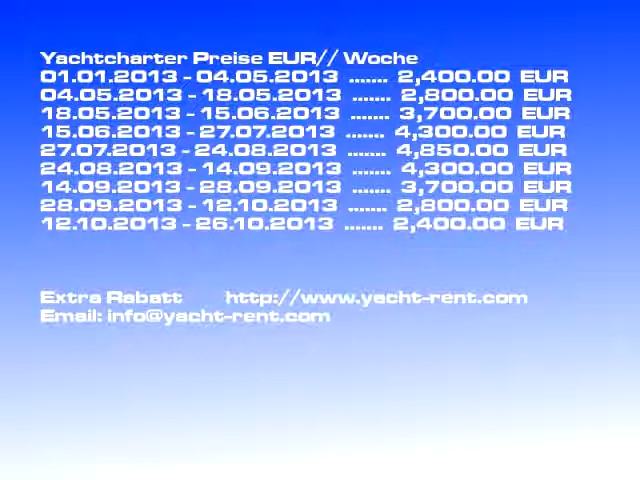 Yachtcharter Preise EUR// Woche
01.01.2013 - 04.05.2013 ....... 2,400.00 EUR
04.05.2013 - 18.05.2013 ....... 2,800.00 EUR
18.05.2013 - 15.06.2013 ....... 3,700.00 EUR
15.06.2013 - 27.07.2013 ....... 4,300.00 EUR
27.07.2013 - 24.08.2013 ....... 4,850.00 EUR
24.08.2013 - 14.09.2013 ....... 4,300.00 EUR
14.09.2013 - 28.09.2013 ....... 3,700.00 EUR
28.09.2013 - 12.10.2013 ....... 2,800.00 EUR
12.10.2013 - 26.10.2013 ....... 2,400.00 EUR
Extra Rabatt http://www.yacht-rent.com
Email: info@yacht-rent.com